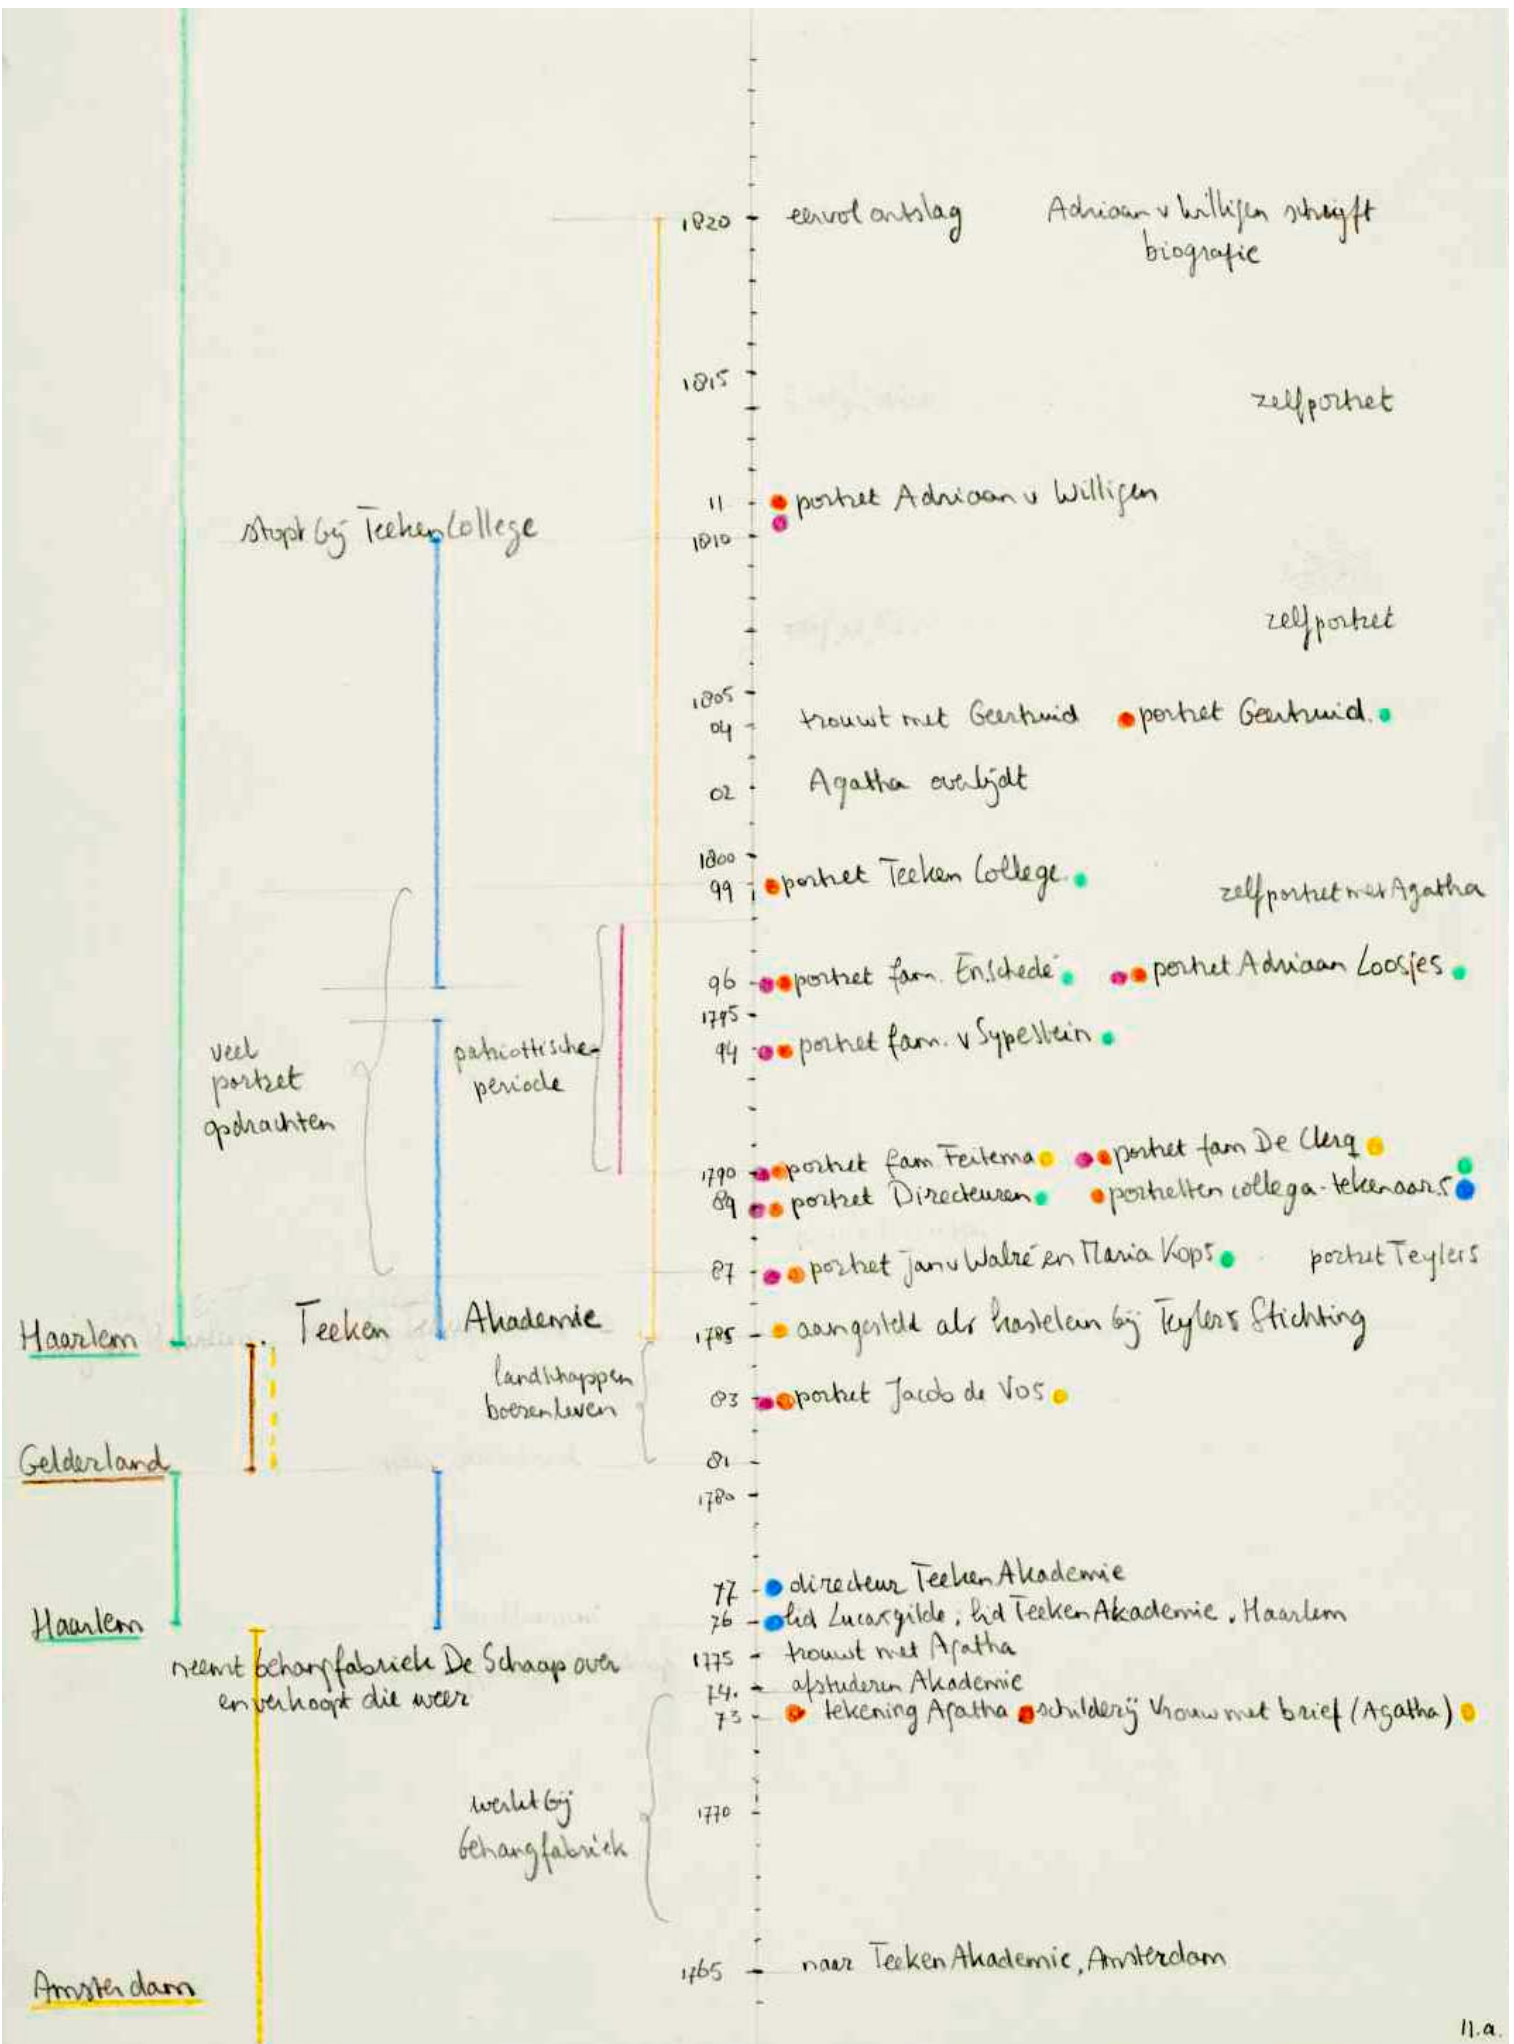 1820 eervol ontslag Adriaan v Willigen schrijft
biografie
1815
zelfportret
11 portret Adriaan v Willigen
stopt bij Teeken College
1810
zelfportret
1805
04 trouwt met Geertruid portret Geertruid.
02 Agatha overlijdt
1800
99 portret Teeken College
zelfportret met Agatha
96 portret fam. Enschedé portret Adriaan Loosjes
1795
94 portret fam. v Sypestein
veel
portret
opdrachten
patriottische
periode
1790 portret fam Feitema portret fam De Clerq
89 portret Directeuren portretten collega-tekenaars
87 portret Jan v Walré en Maria Kops portret Teylers
Haarlem Teeken Akademie
1785 aangesteld als kastelein bij Teylers Stichting
landschappen
boerenleven
83 portret Jacob de Vos
Gelderland
81
1780
77 directeur Teeken Akademie
76 lid Lucasgilde, lid Teeken Akademie, Haarlem
Haarlem
neemt behangfabriek De Schaap over
en verkoopt die weer
1775 trouwt met Agatha
74. afstuderen Akademie
73 tekening Agatha schilderij Vrouw met brief (Agatha)
werkt bij
behangfabriek
1770
1765 naar Teeken Akademie, Amsterdam
Amsterdam
11.a.